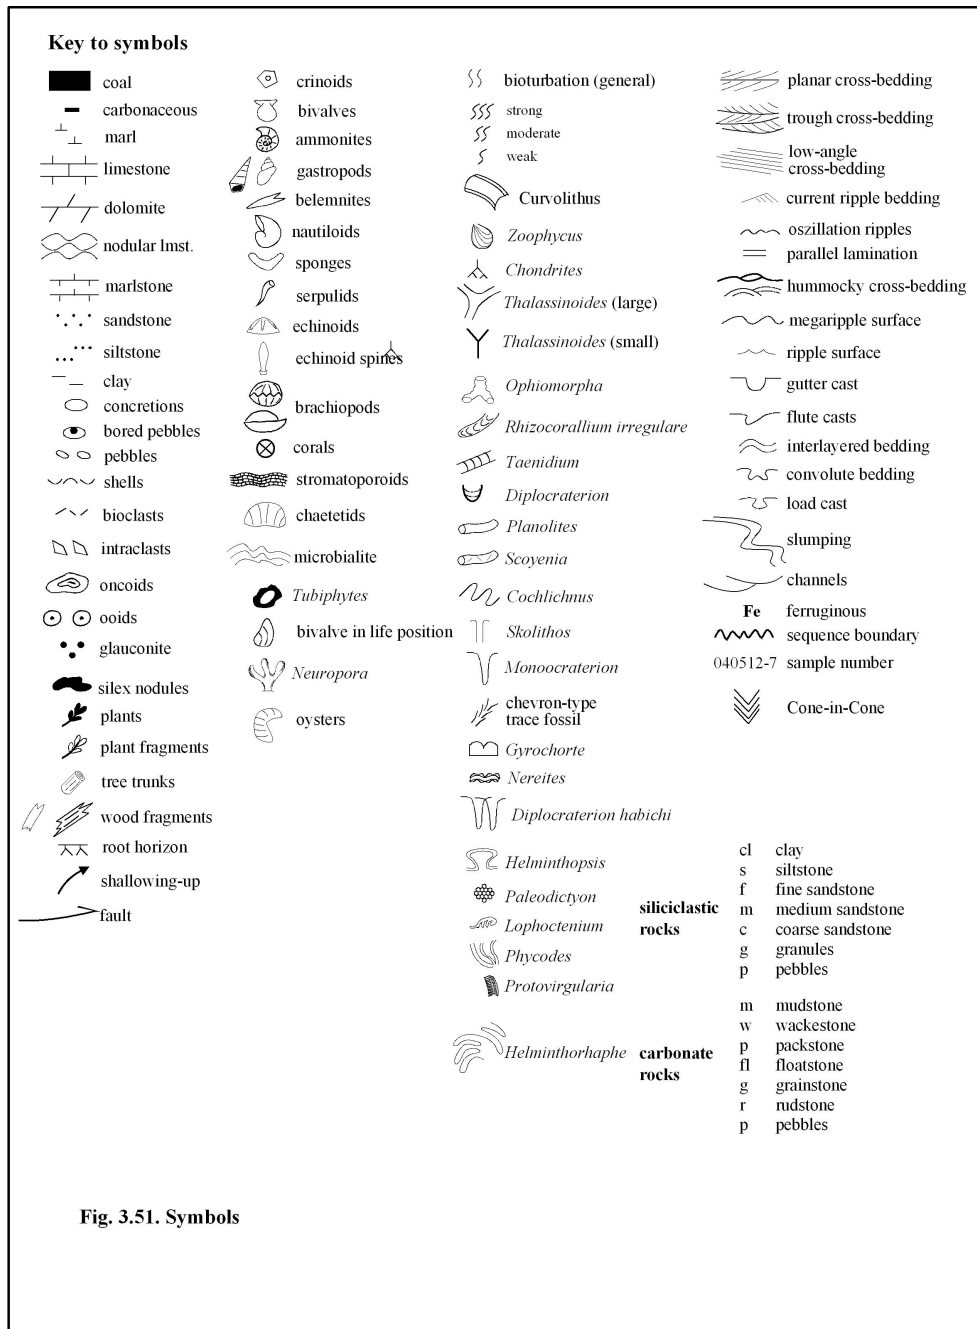 Key to symbols
coal
carbonaceous
marl
limestone
dolomite
nodular lmst.
marlstone
sandstone
siltstone
clay
concretions
bored pebbles
pebbles
shells
bioclasts
intraclasts
oncoids
ooids
glauconite
silex nodules
plants
plant fragments
tree trunks
wood fragments
root horizon
shallowing-up
fault
crinoids
bivalves
ammonites
gastropods
belemnites
nautiloids
sponges
serpulids
echinoids
echinoid spines
brachiopods
corals
stromatoporoids
chaetetids
microbialite
Tubiphytes
bivalve in life position
Neuropora
oysters
bioturbation (general)
strong
moderate
weak
Curvolithus
Zoophycus
Chondrites
Thalassinoides (large)
Thalassinoides (small)
Ophiomorpha
Rhizocorallium irregulare
Taenidium
Diplocraterion
Planolites
Scoyenia
Cochlichnus
Skolithos
Monoocraterion
chevron-type
trace fossil
Gyrochorte
Nereites
Diplocraterion habichi
Helminthopsis
Paleodictyon
Lophoctenium
Phycodes
Protovirgularia
Helminthorhaphe
planar cross-bedding
trough cross-bedding
low-angle
cross-bedding
current ripple bedding
oszillation ripples
parallel lamination
hummocky cross-bedding
megaripple surface
ripple surface
gutter cast
flute casts
interlayered bedding
convolute bedding
load cast
slumping
channels
Fe ferruginous
sequence boundary
040512-7 sample number
Cone-in-Cone
siliciclastic
rocks
cl clay
s siltstone
f fine sandstone
m medium sandstone
c coarse sandstone
g granules
p pebbles
carbonate
rocks
m mudstone
w wackestone
p packstone
fl floatstone
g grainstone
r rudstone
p pebbles
Fig. 3.51. Symbols